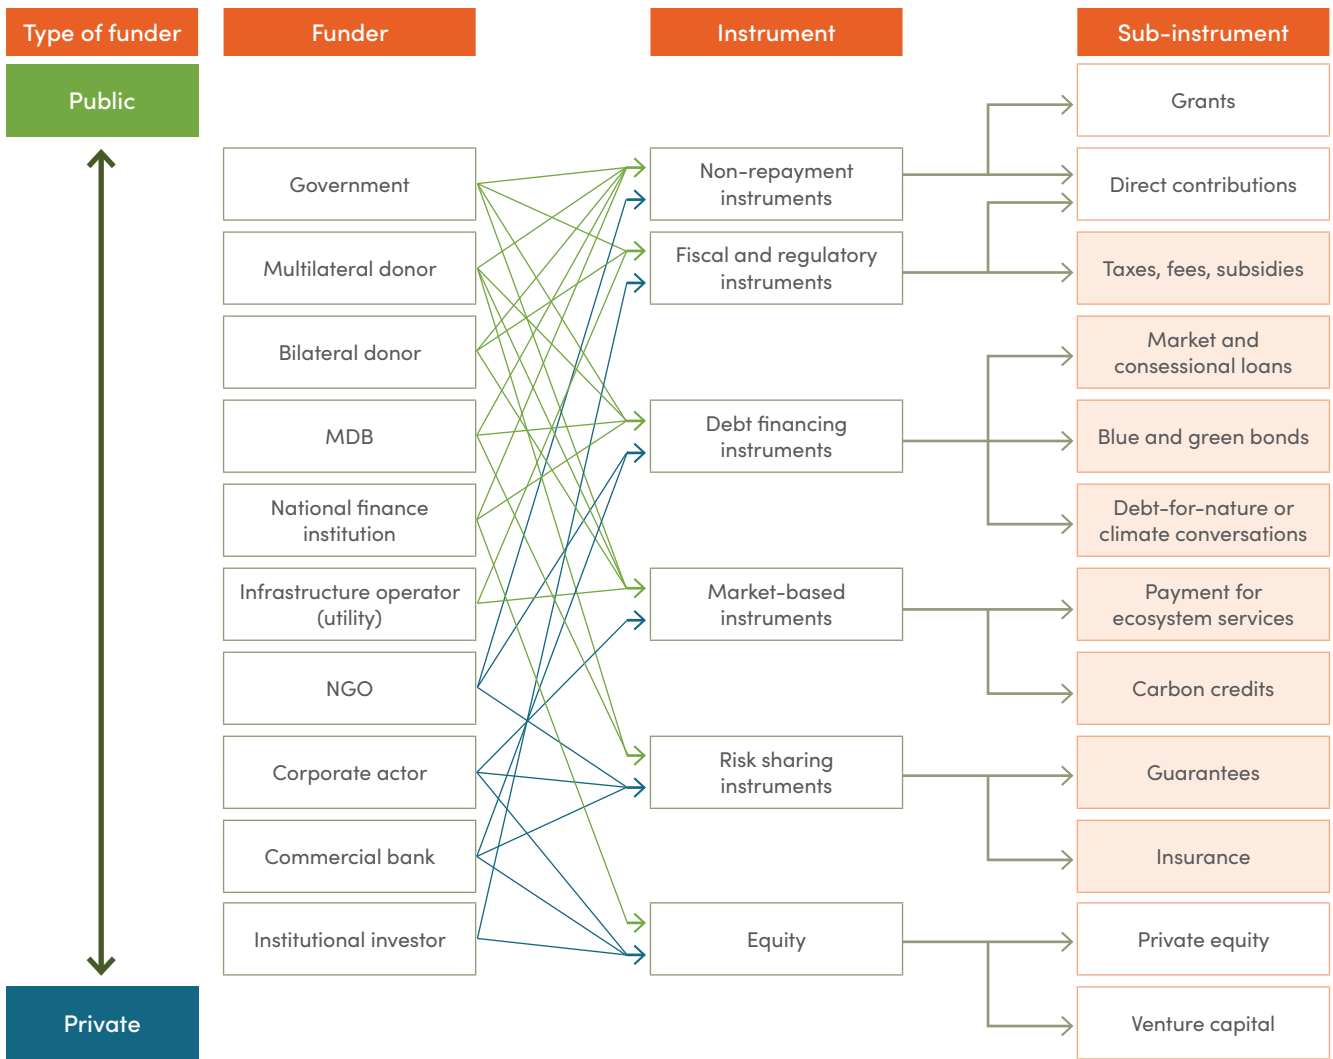 Type of funder
Funder
Instrument
Sub-instrument
Public
Private
Government
Multilateral donor
Bilateral donor
MDB
National finance
institution
Infrastructure operator
(utility)
NGO
Corporate actor
Commercial bank
Institutional investor
Non-repayment
instruments
Fiscal and regulatory
instruments
Debt financing
instruments
Market-based
instruments
Risk sharing
instruments
Equity
Grants
Direct contributions
Taxes, fees, subsidies
Market and
consessional loans
Blue and green bonds
Debt-for-nature or
climate conversations
Payment for
ecosystem services
Carbon credits
Guarantees
Insurance
Private equity
Venture capital